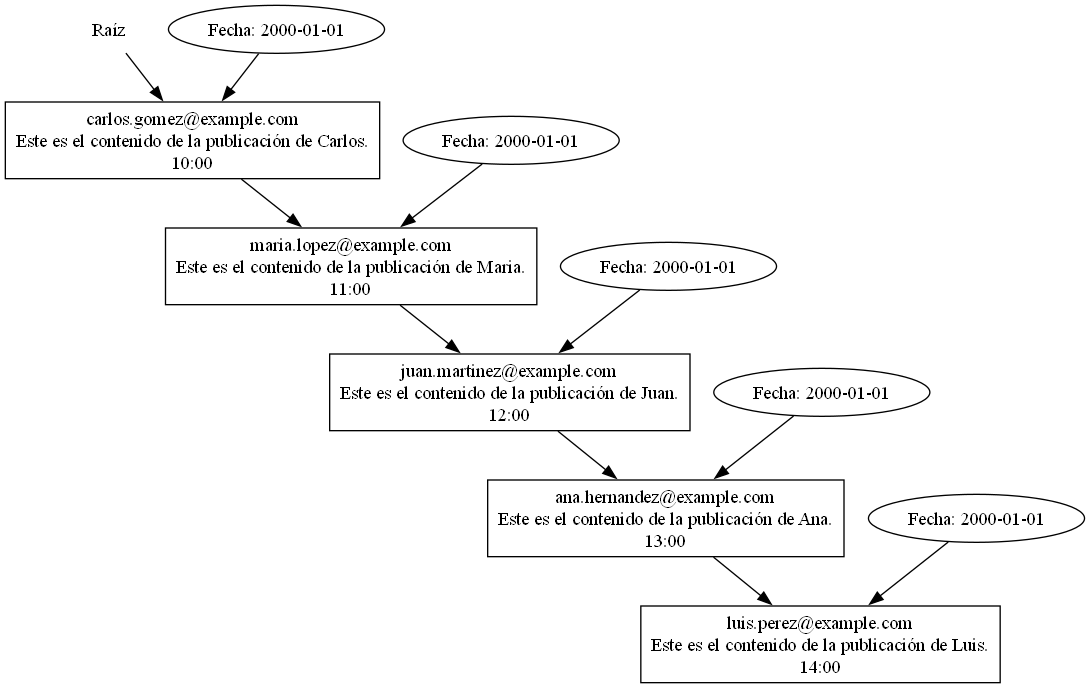 Raíz
Fecha: 2000-01-01
carlos.gomez@example.com
Este es el contenido de la publicación de Carlos.
10:00
Fecha: 2000-01-01
maria.lopez@example.com
Este es el contenido de la publicación de Maria.
11:00
Fecha: 2000-01-01
juan.martinez@example.com
Este es el contenido de la publicación de Juan.
12:00
Fecha: 2000-01-01
ana.hernandez@example.com
Este es el contenido de la publicación de Ana.
13:00
Fecha: 2000-01-01
luis.perez@example.com
Este es el contenido de la publicación de Luis.
14:00